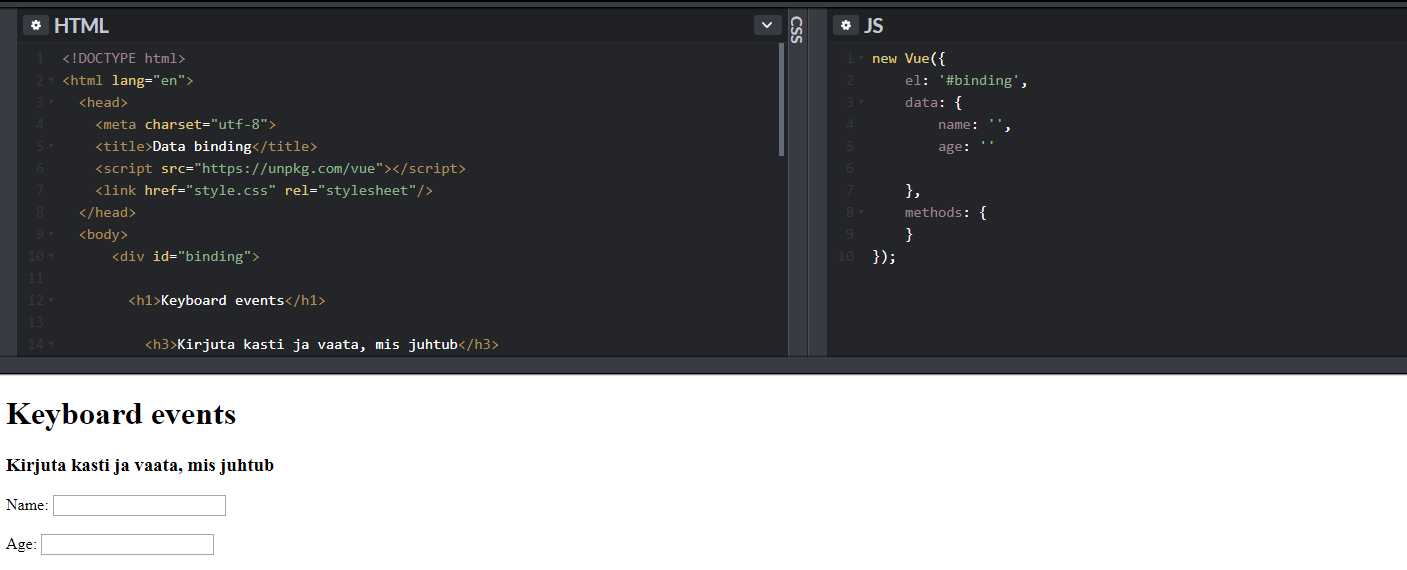 HTML
1 <!DOCTYPE html>
2 <html lang="en">
3 <head>
4 <meta charset="utf-8">
5 <title>Data binding</title>
6 <script src="https://unpkg.com/vue"></script>
7 <link href="style.css" rel="stylesheet"/>
8 </head>
9 <body>
10 <div id="binding">
11
12 <h1>Keyboard events</h1>
13
14 <h3>Kirjuta kasti ja vaata, mis juhtub</h3>
CSS
JS
1 new Vue({
2 el: '#binding',
3 data: {
4 name: '',
5 age: ''
6
7 },
8 methods: {
9 }
10 });
Keyboard events
Kirjuta kasti ja vaata, mis juhtub
Name:
Age: